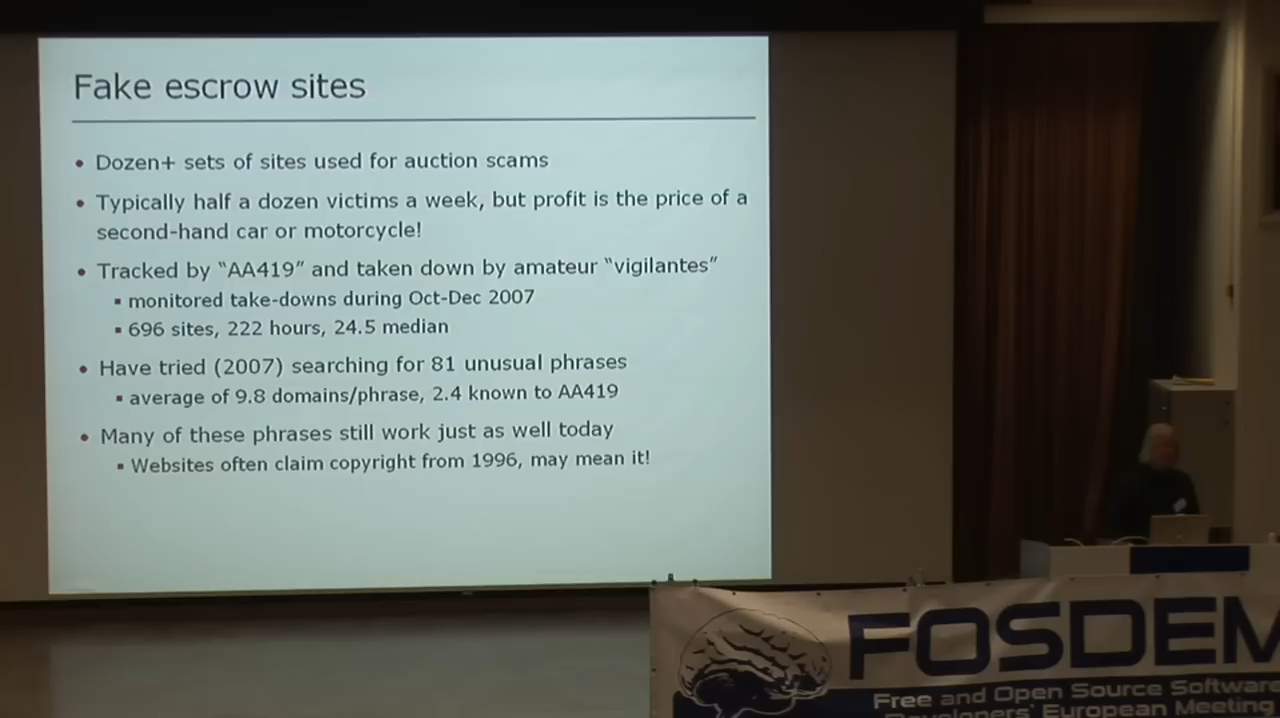 Fake escrow sites
• Dozen+ sets of sites used for auction scams
• Typically half a dozen victims a week, but profit is the price of a
second-hand car or motorcycle!
• Tracked by “AA419” and taken down by amateur “vigilantes”
▪ monitored take-downs during Oct-Dec 2007
▪ 696 sites, 222 hours, 24.5 median
• Have tried (2007) searching for 81 unusual phrases
▪ average of 9.8 domains/phrase, 2.4 known to AA419
• Many of these phrases still work just as well today
▪ Websites often claim copyright from 1996, may mean it!
FOSDEM
Free and Open Source Software
Developers' European Meeting